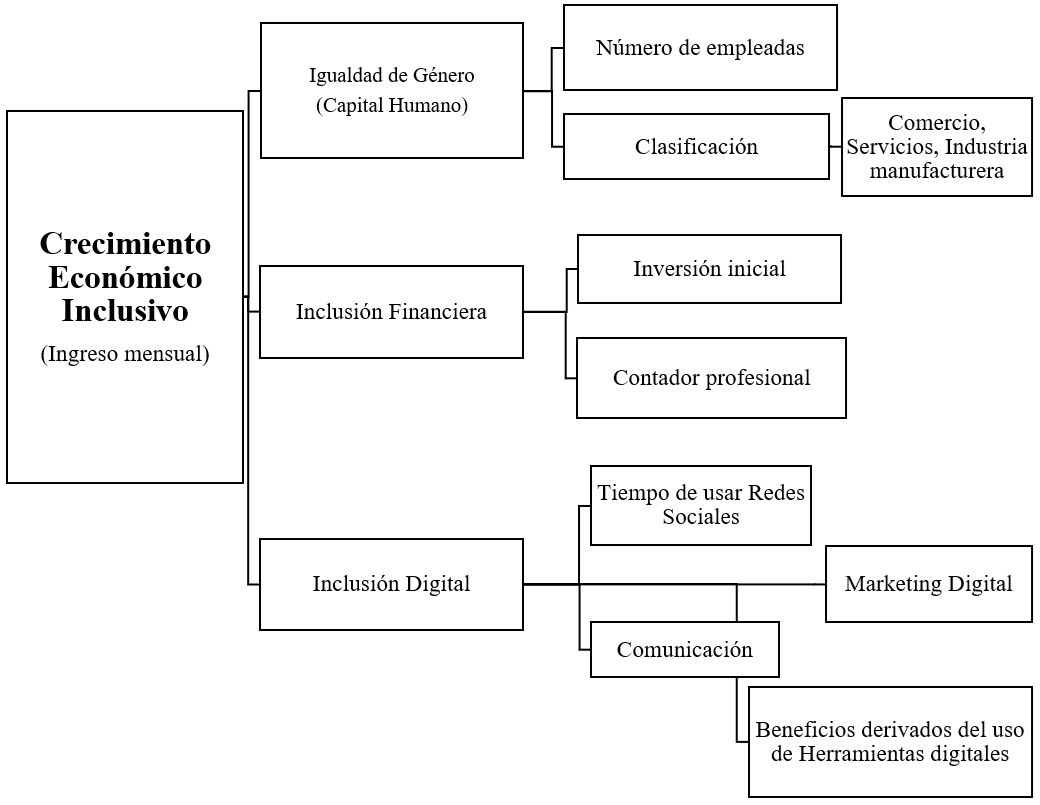 Crecimiento
Económico
Inclusivo
(Ingreso mensual)
Igualdad de Género
(Capital Humano)
Número de empleadas
Clasificación
Comercio,
Servicios, Industria
manufacturera
Inclusión Financiera
Inversión inicial
Contador profesional
Inclusión Digital
Tiempo de usar Redes
Sociales
Marketing Digital
Comunicación
Beneficios derivados del uso
de Herramientas digitales